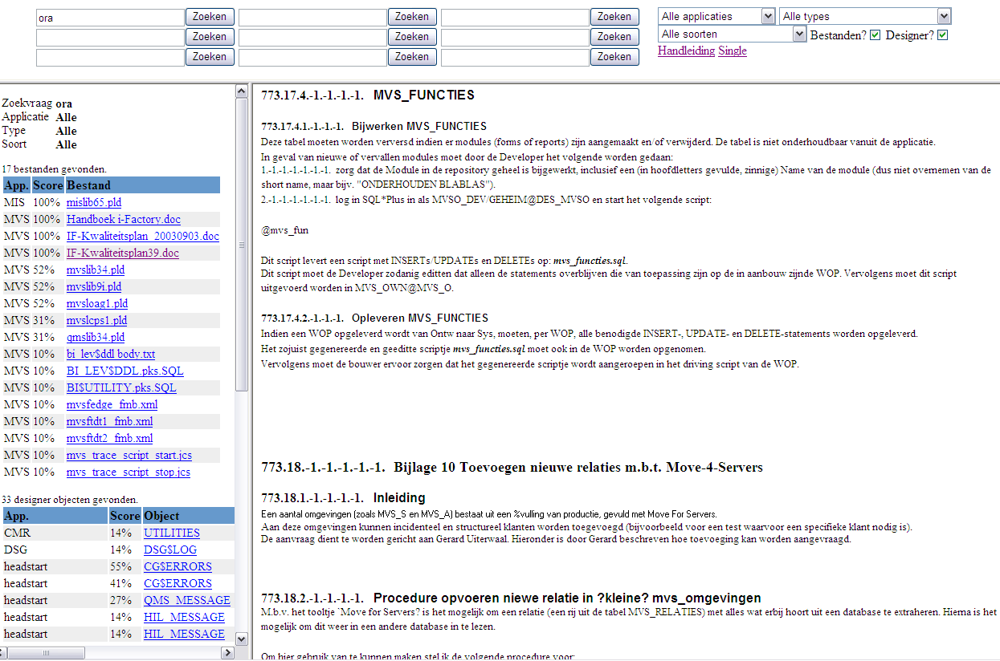 ora Zoeken Zoeken Zoeken Alle applicaties Alle types
Zoeken Zoeken Zoeken Alle soorten Bestanden? Designer?
Zoeken Zoeken Zoeken Handleiding Single
Zoekvraag ora
Applicatie Alle
Type Alle
Soort Alle
17 bestanden gevonden.
App. Score Bestand
MIS 100% mislib65.pld
MVS 100% Handboek i-Factory.doc
MVS 100% IF-Kwaliteitsplan_20030903.doc
MVS 100% IF-Kwaliteitsplan39.doc
MVS 52% mvslib34.pld
MVS 52% mvslib9i.pld
MVS 52% mvsloag1.pld
MVS 31% mvslcps1.pld
MVS 31% qmslib34.pld
MVS 10% bi_lev$ddl body.txt
MVS 10% BI_LEV$DDL.pks.SQL
MVS 10% BI$UTILITY.pks.SQL
MVS 10% mvsfedge_fmb.xml
MVS 10% mvsftdt1_fmb.xml
MVS 10% mvsftdt2_fmb.xml
MVS 10% mvs_trace_script_start.jcs
MVS 10% mvs_trace_script_stop.jcs
33 designer objecten gevonden.
App. Score Object
CMR 14% UTILITIES
DSG 14% DSG$LOG
headstart 55% CG$ERRORS
headstart 41% CG$ERRORS
headstart 27% QMS_MESSAGE
headstart 14% HIL_MESSAGE
headstart 14% HIL_MESSAGE
773.17.4.-1.-1.-1.-1. MVS_FUNCTIES
773.17.4.1.-1.-1.-1. Bijwerken MVS_FUNCTIES
Deze tabel moeten worden ververst indien er modules (forms of reports) zijn aangemaakt en/of verwijderd. De tabel is niet onderhoudbaar vanuit de applicatie.
In geval van nieuwe of vervallen modules moet door de Developer het volgende worden gedaan:
1.-1.-1.-1.-1.-1.-1. zorg dat de Module in de repository geheel is bijgewerkt, inclusief een (in hoofdletters gevulde, zinnige) Name van de module (dus niet overnemen van de
short name, maar bijv. "ONDERHOUDEN BLABLAS").
2.-1.-1.-1.-1.-1.-1. log in SQL*Plus in als MVSO_DEV/GEHEIM@DES_MVSO en start het volgende script:
@mvs_fun
Dit script levert een script met INSERTs/UPDATEs en DELETEs op: mvs_functies.sql.
Dit script moet de Developer zodanig editten dat alleen de statements overblijven die van toepassing zijn op de in aanbouw zijnde WOP. Vervolgens moet dit script
uitgevoerd worden in MVS_OWN@MVS_O.
773.17.4.2.-1.-1.-1. Opleveren MVS_FUNCTIES
Indien een WOP opgeleverd wordt van Ontw naar Sys, moeten, per WOP, alle benodigde INSERT-, UPDATE- en DELETE-statements worden opgeleverd.
Het zojuist gegenereerde en geeditte scriptje mvs_functies.sql moet ook in de WOP worden opgenomen.
Vervolgens moet de bouwer ervoor zorgen dat het gegenereerde scriptje wordt aangeroepen in het driving script van de WOP.
773.18.-1.-1.-1.-1.-1. Bijlage 10 Toevoegen nieuwe relaties m.b.t. Move-4-Servers
773.18.1.-1.-1.-1.-1. Inleiding
Een aantal omgevingen (zoals MVS_S en MVS_A) bestaat uit een %vulling van productie, gevuld met Move For Servers.
Aan deze omgevingen kunnen incidenteel en structureel klanten worden toegevoegd (bijvoorbeeld voor een test waarvoor een specifieke klant nodig is).
De aanvraag dient te worden gericht aan Gerard Uiterwaal. Hieronder is door Gerard beschreven hoe toevoeging kan worden aangevraagd.
773.18.2.-1.-1.-1.-1. Procedure opvoeren niewe relatie in ?kleine? mvs_omgevingen
M.b.v. het tooltje `Move for Servers? is het mogelijk om een relatie (een rij uit de tabel MVS_RELATIES) met alles wat erbij hoort uit een database te extraheren. Hierna is het
mogelijk om dit weer in een andere database in te lezen.
Om hier gebruik van te kunnen maken stel ik de volgende procedure voor: